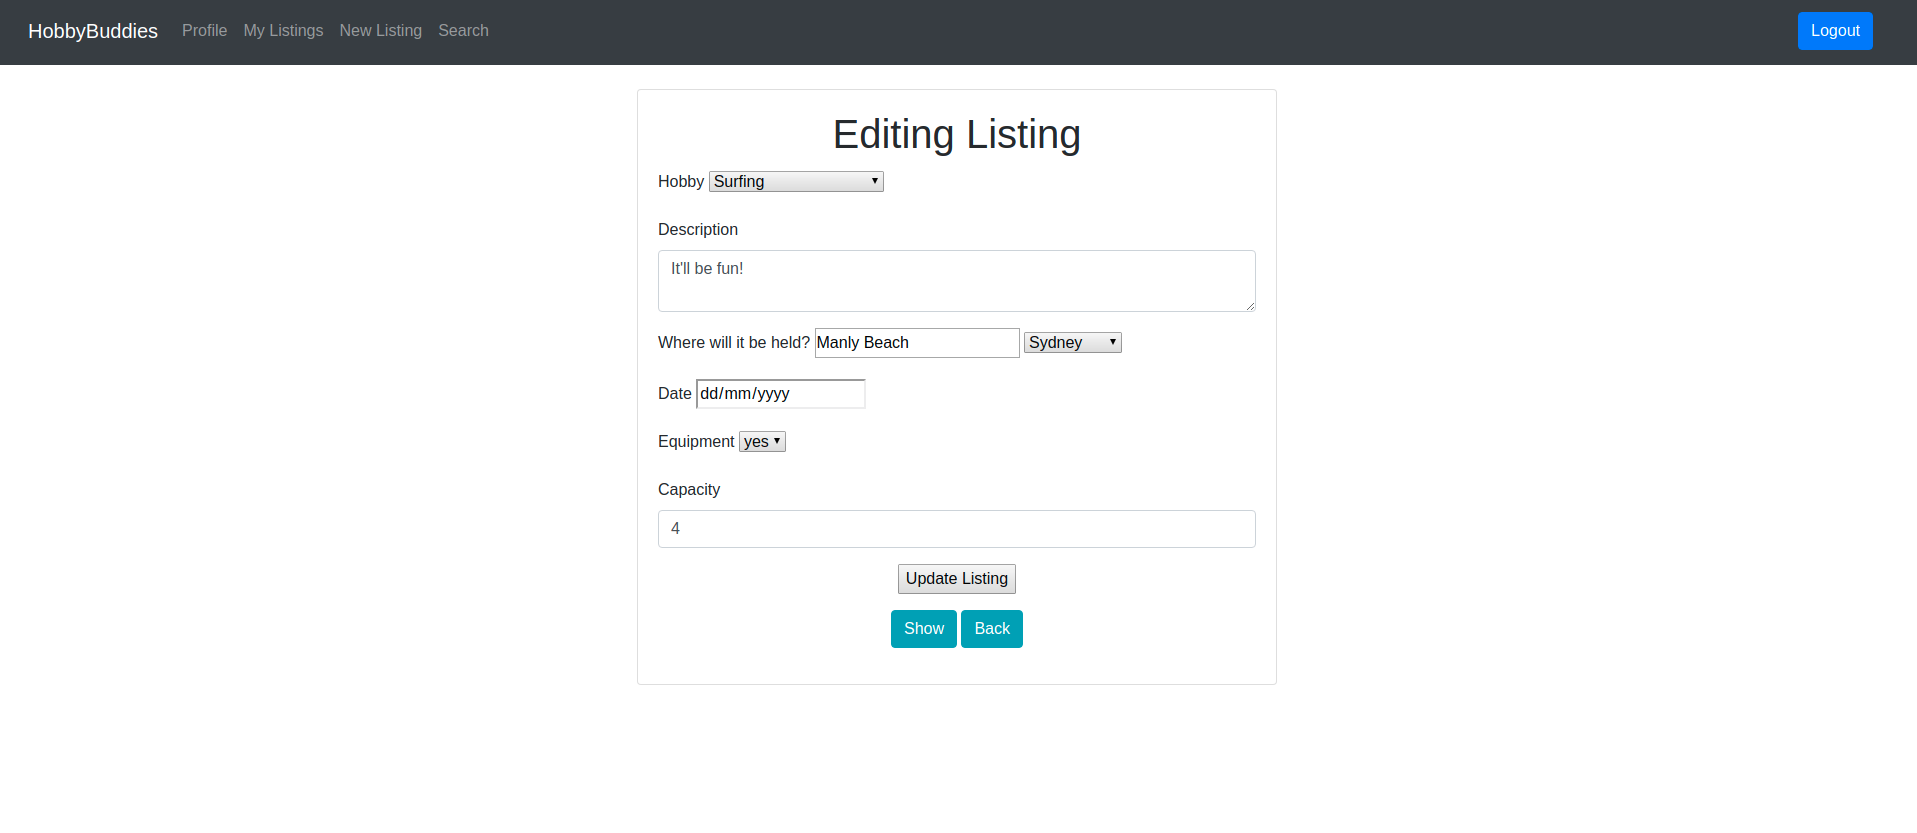 HobbyBuddies Profile My Listings New Listing Search Logout
Editing Listing
Hobby Surfing
Description
It'll be fun!
Where will it be held? Manly Beach Sydney
Date dd/mm/yyyy
Equipment yes
Capacity
4
Update Listing
Show Back